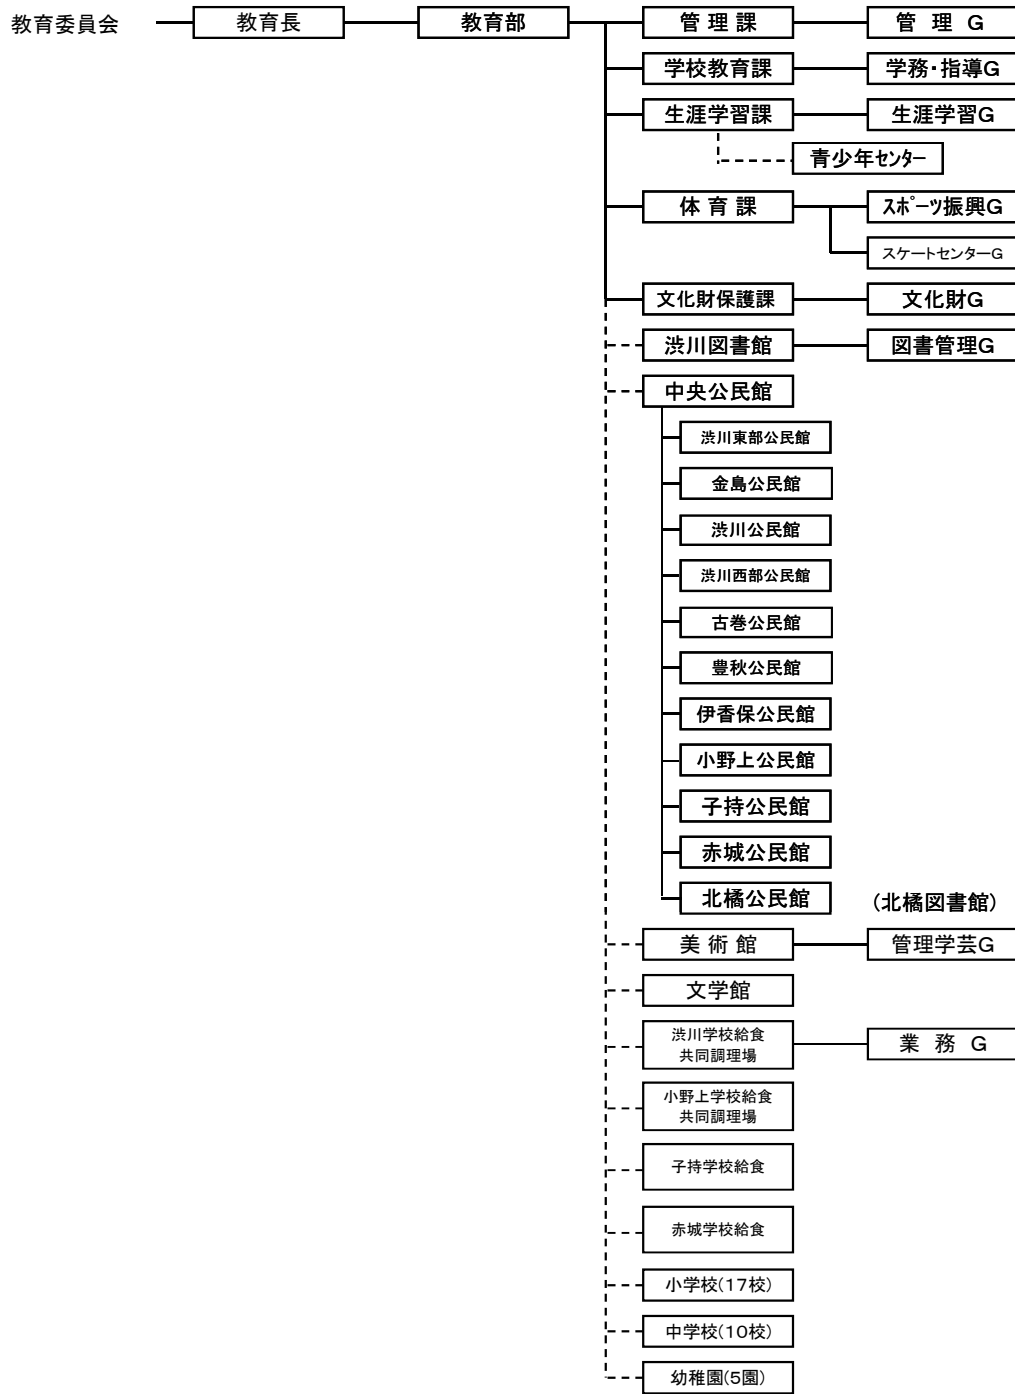 教育委員会 教育長 教育部 管理課 管理G
学校教育課 学務・指導G
生涯学習課 生涯学習G
青少年センター
体育課 スポーツ振興G
スケートセンターG
文化財保護課 文化財G
渋川図書館 図書管理G
中央公民館
渋川東部公民館
金島公民館
渋川公民館
渋川西部公民館
古巻公民館
豊秋公民館
伊香保公民館
小野上公民館
子持公民館
赤城公民館
北橘公民館 (北橘図書館)
美術館 管理学芸G
文学館
渋川学校給食
共同調理場 業務G
小野上学校給食
共同調理場
子持学校給食
赤城学校給食
小学校(17校)
中学校(10校)
幼稚園(5園)